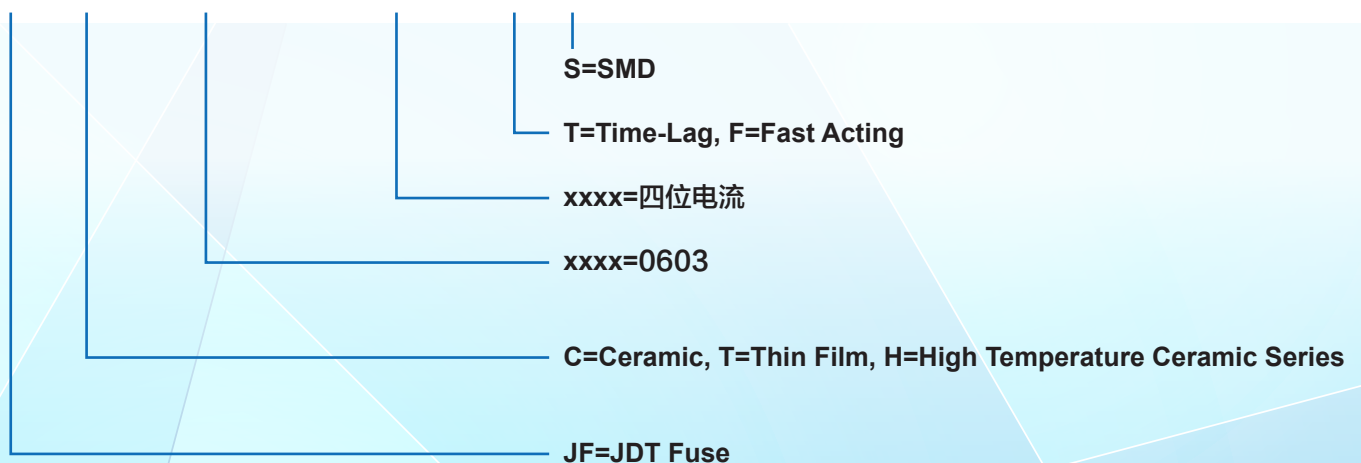 S=SMD
T=Time-Lag, F=Fast Acting
xxxx=四位电流
xxxx=0603
C=Ceramic, T=Thin Film, H=High Temperature Ceramic Series
JF=JDT Fuse